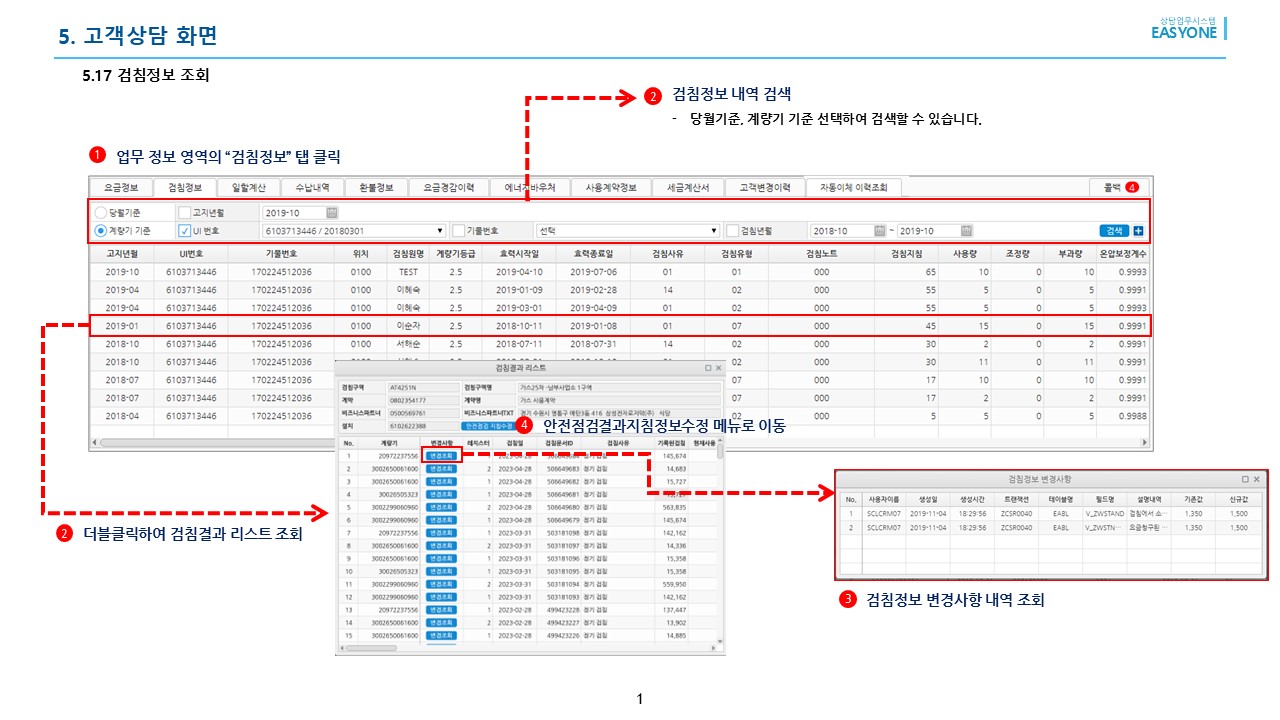 5. 고객상담 화면
상담업무시스템
EASYONE
5.17 검침정보 조회
2 검침정보 내역 검색
- 당월기준, 계량기 기준 선택하여 검색할 수 있습니다.
1 업무 정보 영역의 “검침정보” 탭 클릭
요금정보 검침정보 일할계산 수납내역 환불정보 요금경감이력 에너지바우처 사용계약정보 세금계산서 고객변경이력 자동이체 이력조회 콜백 4
당월기준 고지년월 2019-10
계량기 기준 UI 번호 6103713446 / 20180301 기물번호 선택 검침년월 2018-10 ~ 2019-10 검색
고지년월 UI번호 기물번호 위치 검침원명 계량기등급 효력시작일 효력종료일 검침사유 검침유형 검침노트 검침지침 사용량 조정량 부과량 온압보정계수
2019-10 6103713446 170224512036 0100 TEST 2.5 2019-04-10 2019-07-06 01 01 000 65 10 0 10 0.9993
2019-04 6103713446 170224512036 0100 이혜숙 2.5 2019-01-09 2019-02-28 14 02 000 55 5 0 5 0.9991
2019-04 6103713446 170224512036 0100 이혜숙 2.5 2019-03-01 2019-04-09 01 02 000 55 5 0 5 0.9993
2019-01 6103713446 170224512036 0100 이순자 2.5 2018-10-11 2019-01-08 01 07 000 45 15 0 15 0.9991
2018-10 6103713446 170224512036 0100 서해순 2.5 2018-07-11 2018-07-31 14 02 000 30 2 0 2 0.9991
2018-10 6103713446 170224512036 02 000 30 11 0 11 0.9991
2018-07 6103713446 170224512036 07 000 17 10 0 10 0.9991
2018-07 6103713446 170224512036 07 000 17 2 0 2 0.9991
2018-04 6103713446 170224512036 02 000 5 5 0 5 0.9988
검침결과 리스트
검침구역 AT4251N 검침구역명 가스25차 -남부사업소 1구역
계약 0802354177 계약명 가스 사용계약
비즈니스파트너 0500569761 비즈니스파트너TXT 경기 수원시 영통구 매탄3동 416 삼성전자로지텍(주) 식당
설치 6102622388 안전점검 지침수정
4 안전점검결과지침정보수정 메뉴로 이동
No. 계량기 변경사항 레지스터 검침일 검침문서ID 검침사유 기록된검침 현재사용
1 20972237556 변경조회 1 2023-04-28 506649684 정기 검침 145,674
2 3002650061600 변경조회 2 2023-04-28 506649683 정기 검침 14,683
3 3002650061600 변경조회 1 2023-04-28 506649682 정기 검침 15,727
4 30026505323 변경조회 1 2023-04-28 506649681 정기 검침
5 3002299060960 변경조회 2 2023-04-28 506649680 정기 검침 563,835
6 3002299060960 변경조회 1 2023-04-28 506649679 정기 검침 145,674
7 20972237556 변경조회 1 2023-03-31 503181098 정기 검침 142,162
8 3002650061600 변경조회 2 2023-03-31 503181097 정기 검침 14,336
9 3002650061600 변경조회 1 2023-03-31 503181096 정기 검침 15,358
10 30026505323 변경조회 1 2023-03-31 503181095 정기 검침 15,358
11 3002299060960 변경조회 2 2023-03-31 503181094 정기 검침 559,950
12 3002299060960 변경조회 1 2023-03-31 503181093 정기 검침 142,162
13 20972237556 변경조회 1 2023-02-28 499423228 정기 검침 137,447
14 3002650061600 변경조회 2 2023-02-28 499423227 정기 검침 13,902
15 3002650061600 변경조회 1 2023-02-28 499423226 정기 검침 14,885
2 더블클릭하여 검침결과 리스트 조회
검침정보 변경사항
No. 사용자이름 생성일 생성시간 트랜잭션 테이블명 필드명 설명내역 기존값 신규값
1 SCLCRM07 2019-11-04 18:29:56 ZCSR0040 EABL V_ZWSTAND 검침에서 소··· 1,350 1,500
2 SCLCRM07 2019-11-04 18:29:56 ZCSR0040 EABL V_ZWSTN··· 요금청구된 ··· 1,350 1,500
3 검침정보 변경사항 내역 조회
1